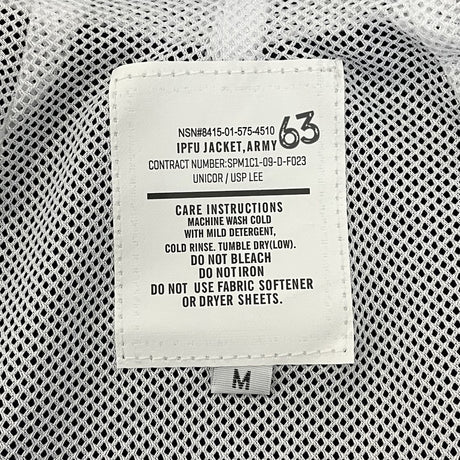 NSN#8415-01-575-4510
IPFU JACKET,ARMY 63
CONTRACT NUMBER:SPM1C1-09-D-F023
UNICOR / USP LEE
CARE INSTRUCTIONS
MACHINE WASH COLD
WITH MILD DETERGENT,
COLD RINSE. TUMBLE DRY(LOW).
DO NOT BLEACH
DO NOT IRON
DO NOT USE FABRIC SOFTENER
OR DRYER SHEETS.
M